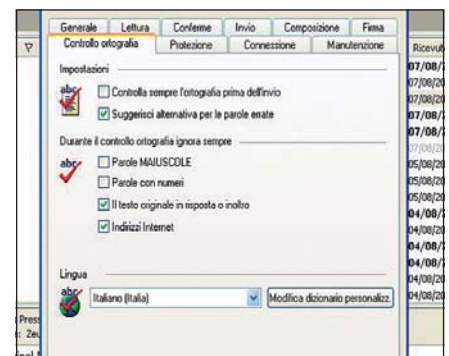 Generale Lettura Conferme Invio Composizione Firma
Controllo ortografia Protezione Connessione Manutenzione
Impostazioni
Controlla sempre l'ortografia prima dell'invio
Suggerisci alternativa per le parole errate
Durante il controllo ortografia ignora sempre
Parole MAIUSCOLE
Parole con numeri
Il testo originale in risposta o inoltro
Indirizzi Internet
Lingua
Italiano (Italia) Modifica dizionario personalizz.
Ricevut
07/08/
07/08/20
07/08/20
07/08/
07/08/
07/08/20
05/08/20
05/08/20
05/08/20
04/08/
04/08/20
04/08/
04/08/
04/08/20
04/08/20
Press
: Zeu